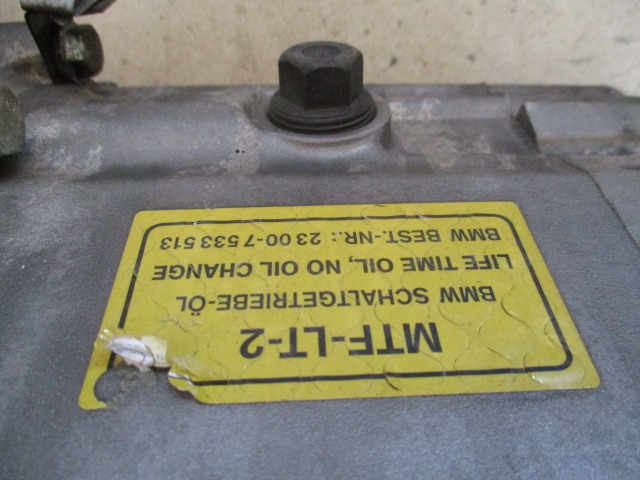 MTF-LT-2
BMW SCHALTGETRIEBE-ÖL
LIFE TIME OIL, NO OIL CHANGE
BMW BEST.-NR.: 23 00-7 533 513